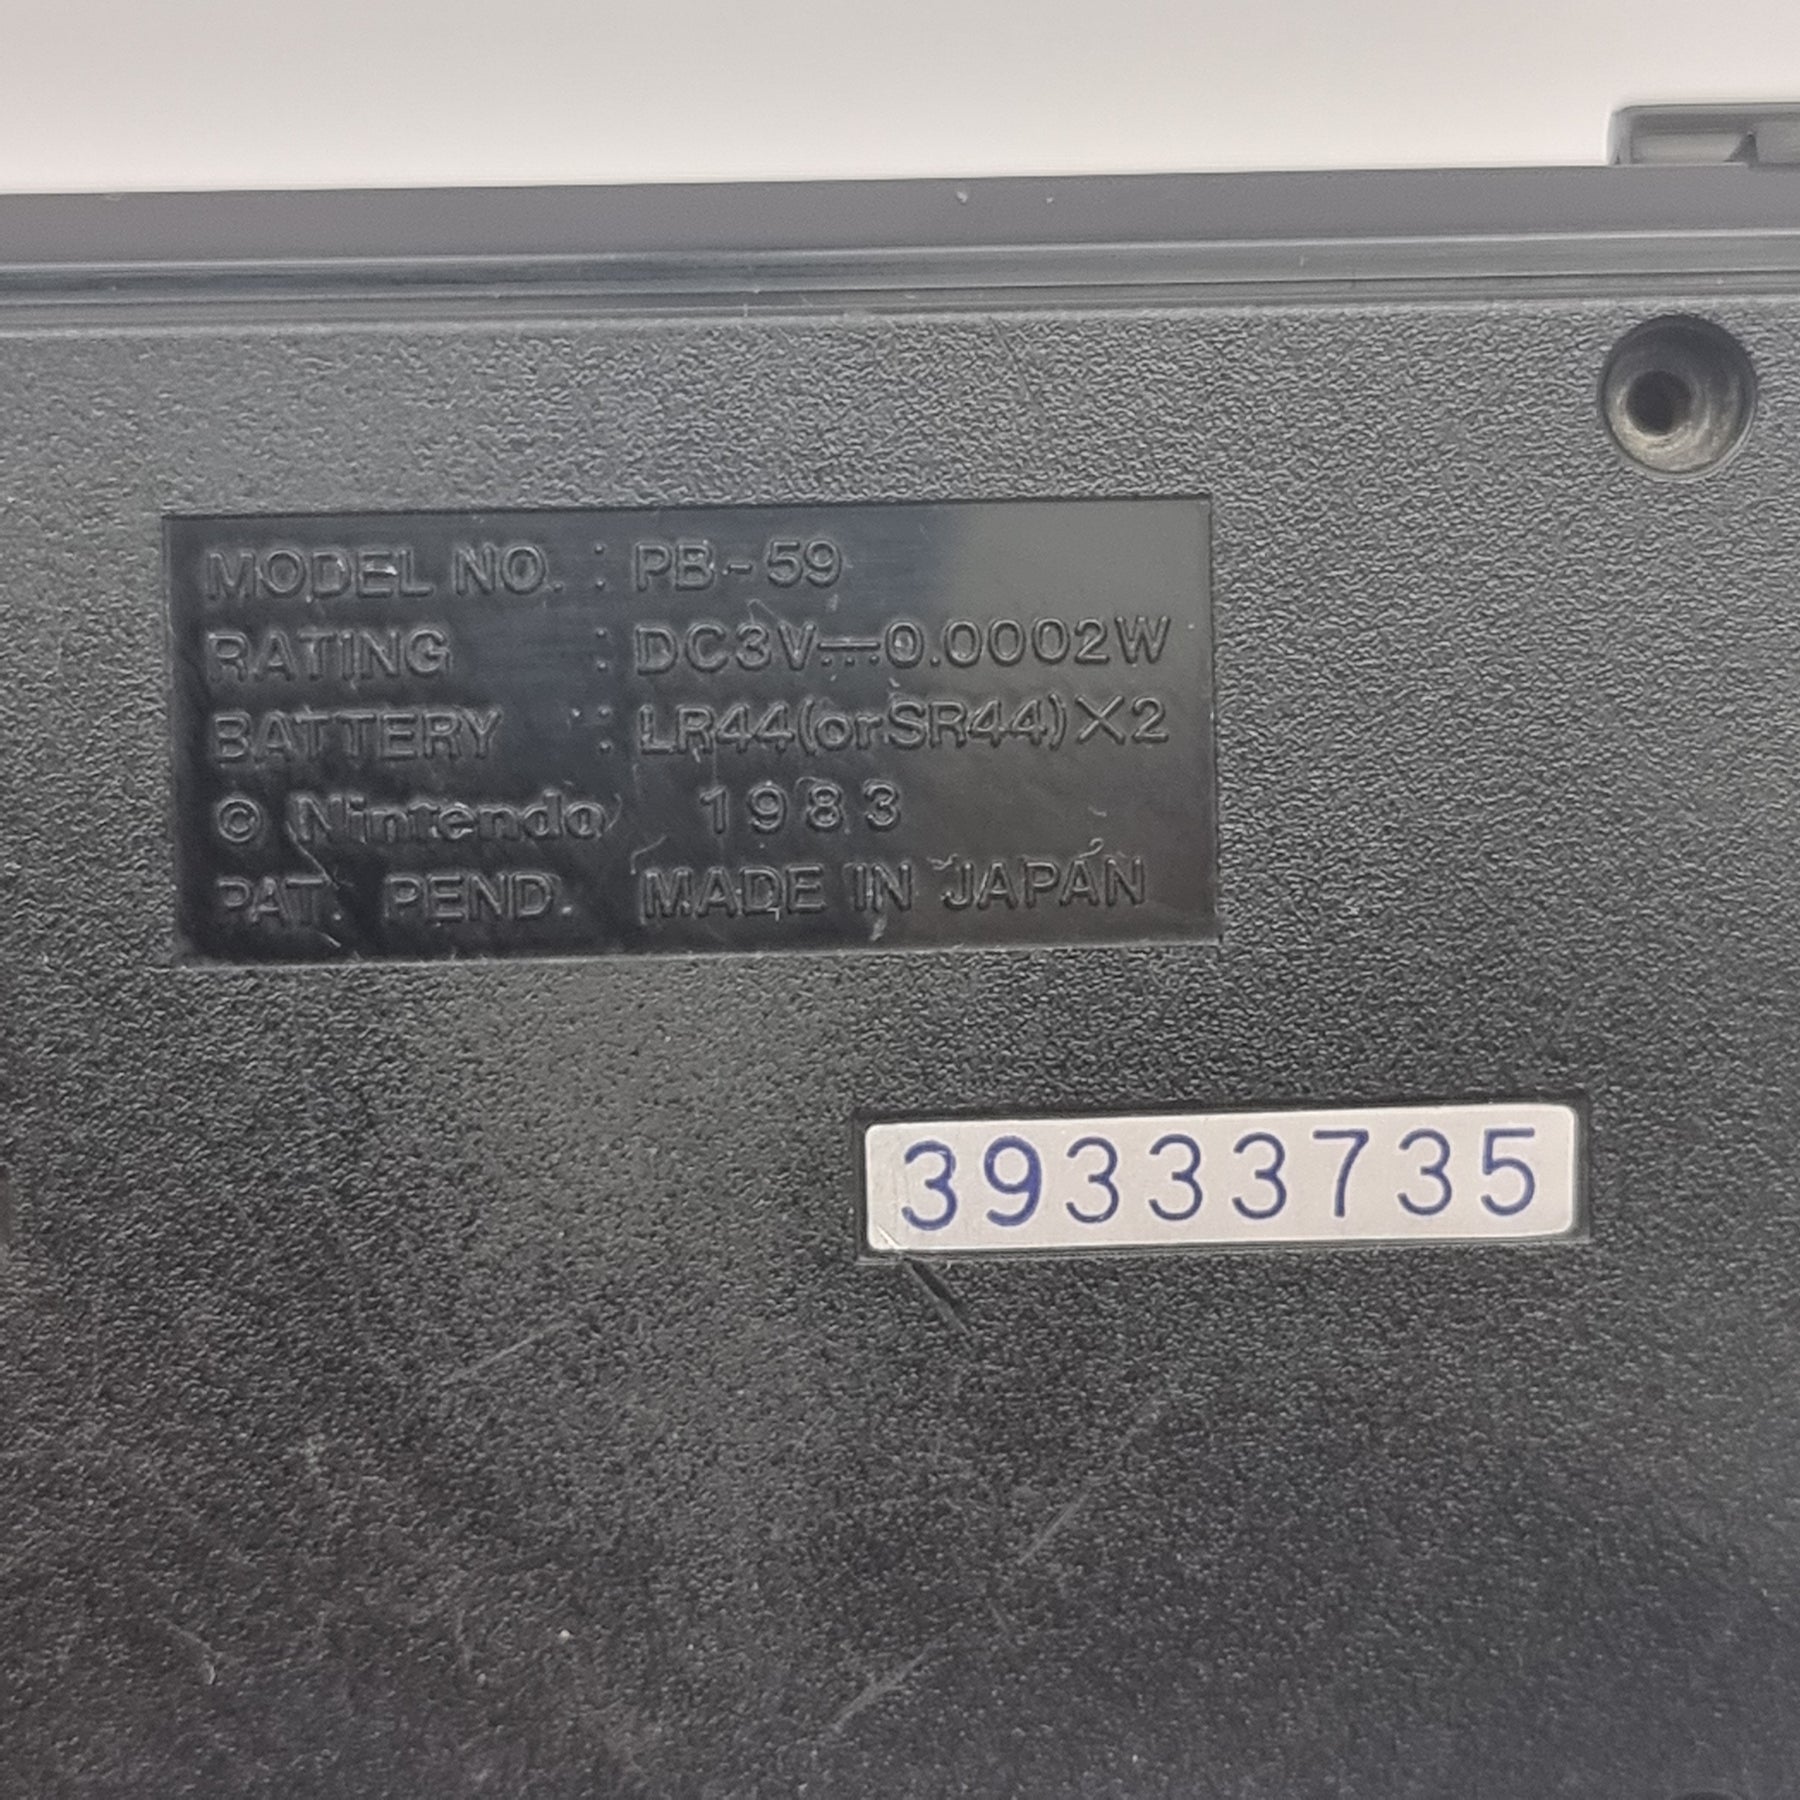 MODEL NO. : PB-59
RATING : DC3V⎓0.0002W
BATTERY : LR44(orSR44)X2
© Nintendo 1983
PAT. PEND. MADE IN JAPAN
39333735